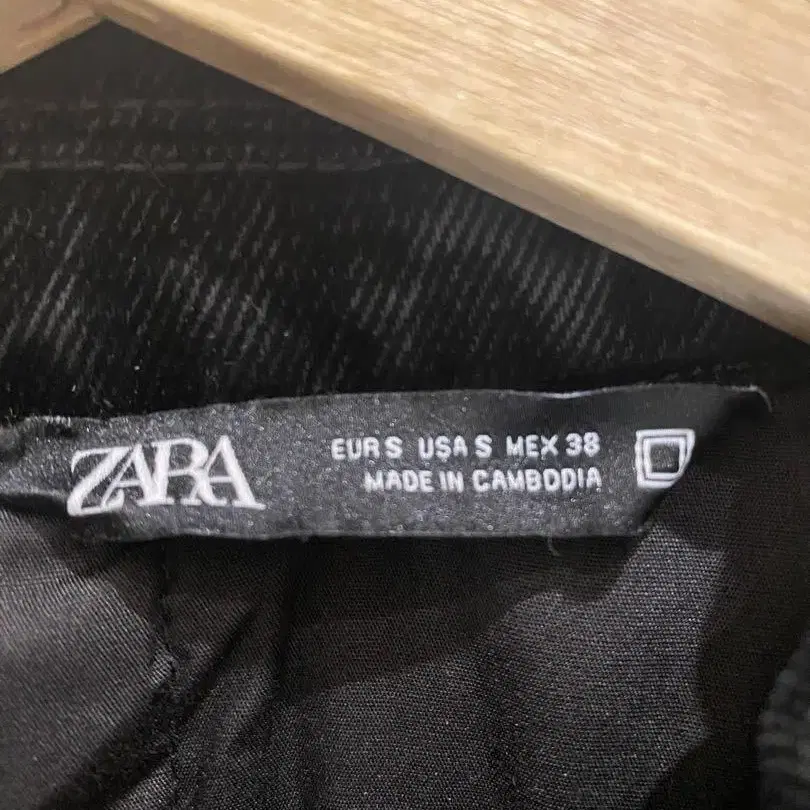 ZARA
EUR S USA S MEX 38
MADE IN CAMBODIA